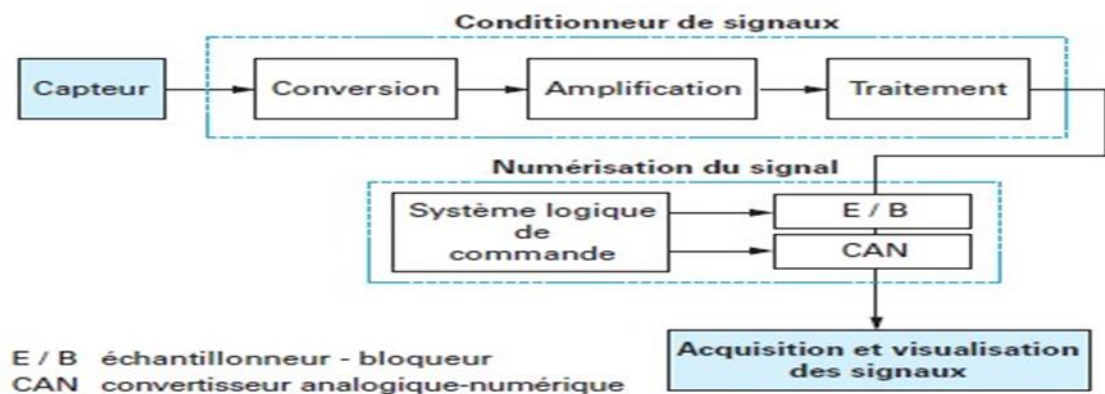 Conditionneur de signaux
Capteur
Conversion
Amplification
Traitement
Numérisation du signal
Système logique
de
commande
E / B
CAN
Acquisition et visualisation
des signaux
E / B échantillonneur - bloqueur
CAN convertisseur analogique-numérique